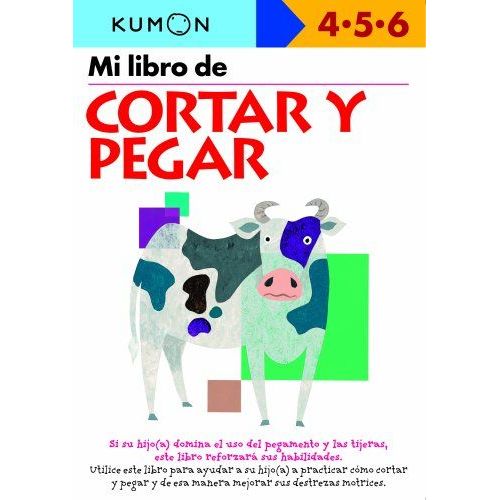 KUMON
4•5•6
Mi libro de
CORTAR Y
PEGAR
Si su hijo(a) domina el uso del pegamento y las tijeras,
este libro reforzará sus habilidades.
Utilice este libro para ayudar a su hijo(a) a practicar cómo cortar
y pegar y de esa manera mejorar sus destrezas motrices.